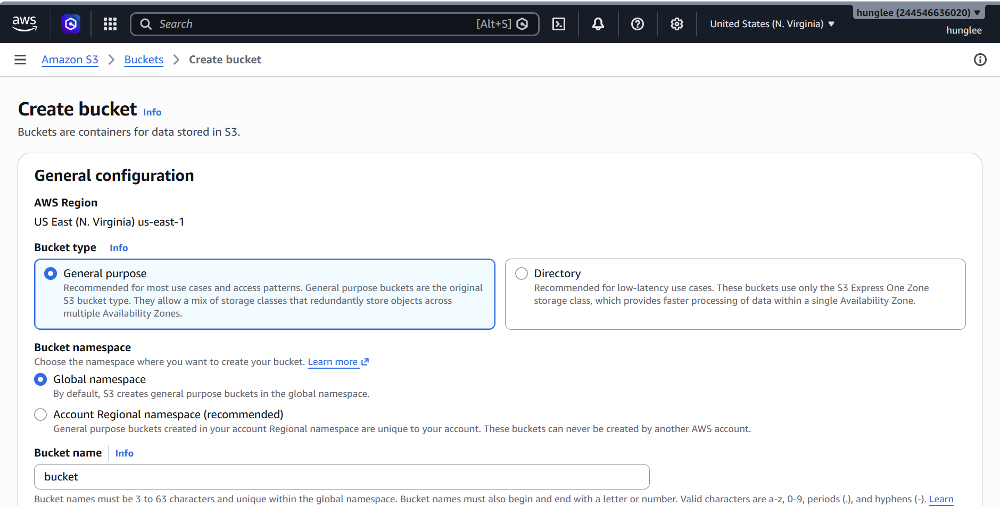 aws
Search
[Alt+S]
United States (N. Virginia)
hunglee (244546636020)
hunglee
Amazon S3
Buckets
Create bucket
Create bucket
Info
Buckets are containers for data stored in S3.
General configuration
AWS Region
US East (N. Virginia) us-east-1
Bucket type
Info
General purpose
Recommended for most use cases and access patterns. General purpose buckets are the original
S3 bucket type. They allow a mix of storage classes that redundantly store objects across
multiple Availability Zones.
Directory
Recommended for low-latency use cases. These buckets use only the S3 Express One Zone
storage class, which provides faster processing of data within a single Availability Zone.
Bucket namespace
Choose the namespace where you want to create your bucket. Learn more
Global namespace
By default, S3 creates general purpose buckets in the global namespace.
Account Regional namespace (recommended)
General purpose buckets created in your account Regional namespace are unique to your account. These buckets can never be created by another AWS account.
Bucket name
Info
bucket
Bucket names must be 3 to 63 characters and unique within the global namespace. Bucket names must also begin and end with a letter or number. Valid characters are a-z, 0-9, periods (.), and hyphens (-). Learn